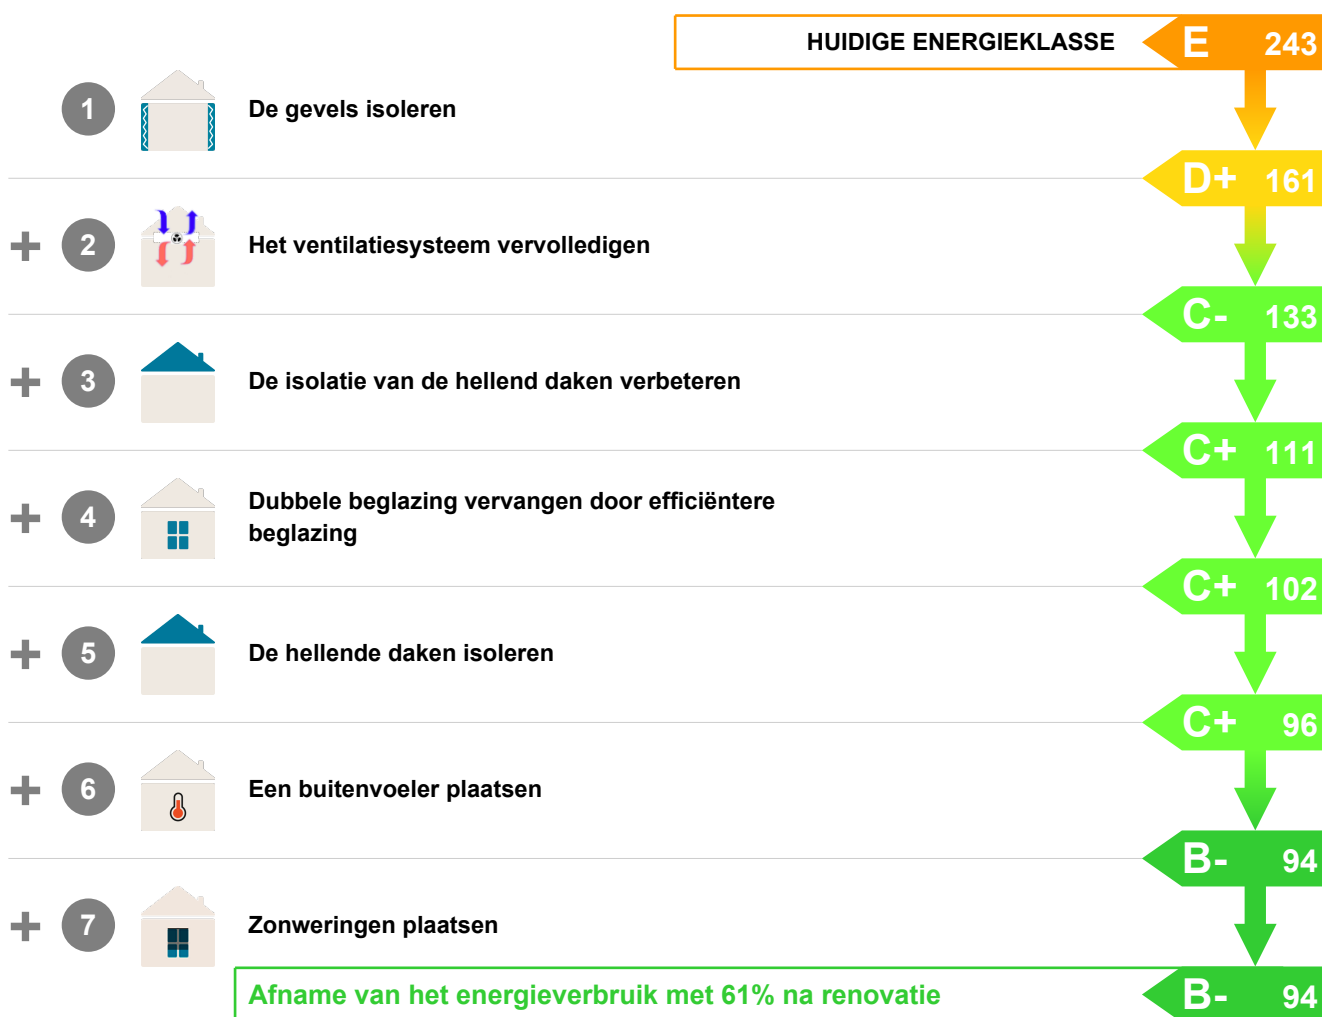 HUIDIGE ENERGIEKLASSE E 243
1 De gevels isoleren
D+ 161
+ 2 Het ventilatiesysteem vervolledigen
C- 133
+ 3 De isolatie van de hellend daken verbeteren
C+ 111
+ 4 Dubbele beglazing vervangen door efficiëntere
beglazing
C+ 102
+ 5 De hellende daken isoleren
C+ 96
+ 6 Een buitenvoeler plaatsen
B- 94
+ 7 Zonweringen plaatsen
Afname van het energieverbruik met 61% na renovatie B- 94